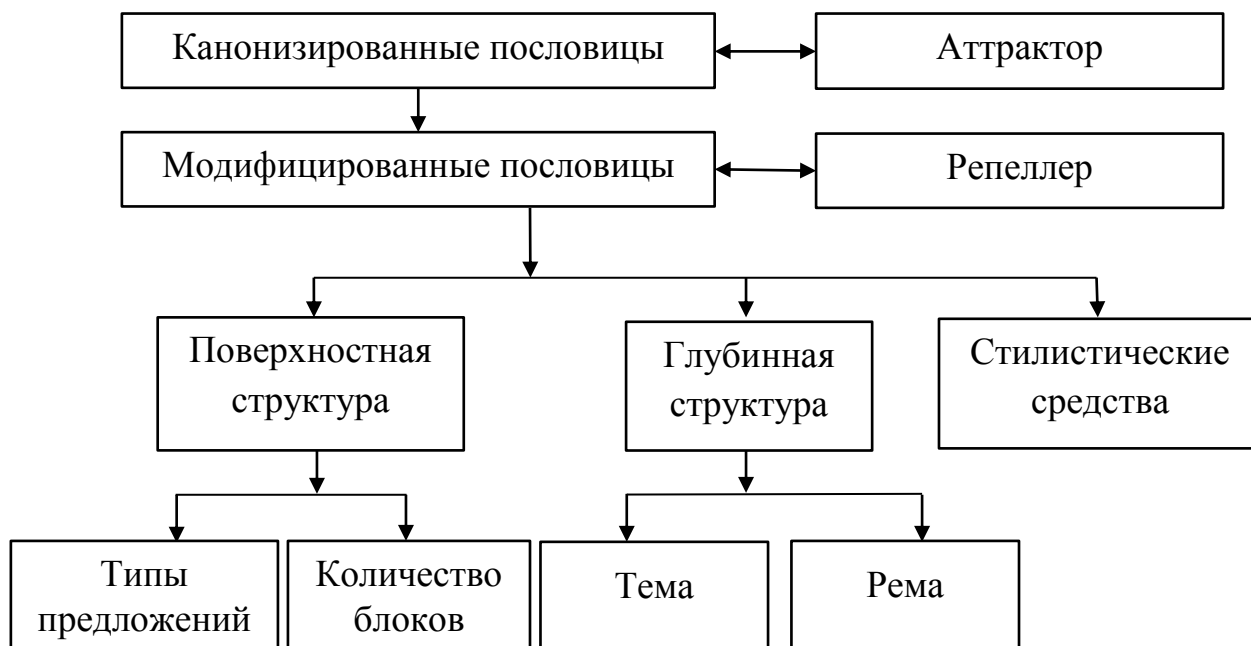 Канонизированные пословицы
Аттрактор
Модифицированные пословицы
Репеллер
Поверхностная
структура
Глубинная
структура
Стилистические
средства
Типы
предложений
Количество
блоков
Тема
Рема